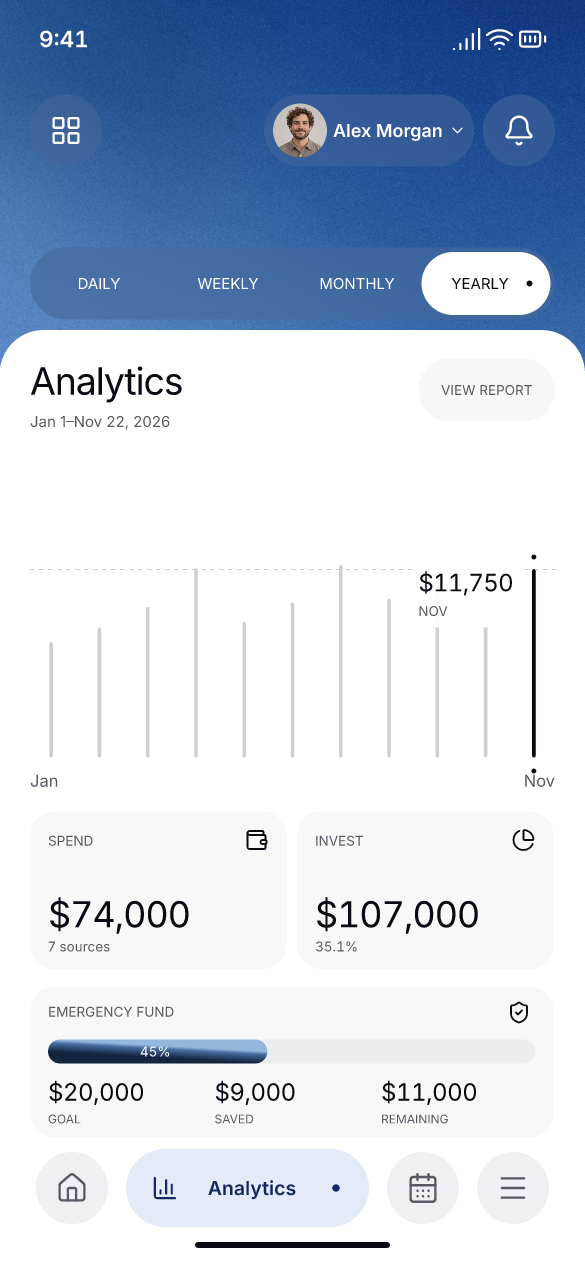 9:41
Alex Morgan
DAILY WEEKLY MONTHLY YEARLY
Analytics
VIEW REPORT
Jan 1–Nov 22, 2026
$11,750
NOV
Jan Nov
SPEND INVEST
$74,000 $107,000
7 sources 35.1%
EMERGENCY FUND
45%
$20,000 $9,000 $11,000
GOAL SAVED REMAINING
Analytics